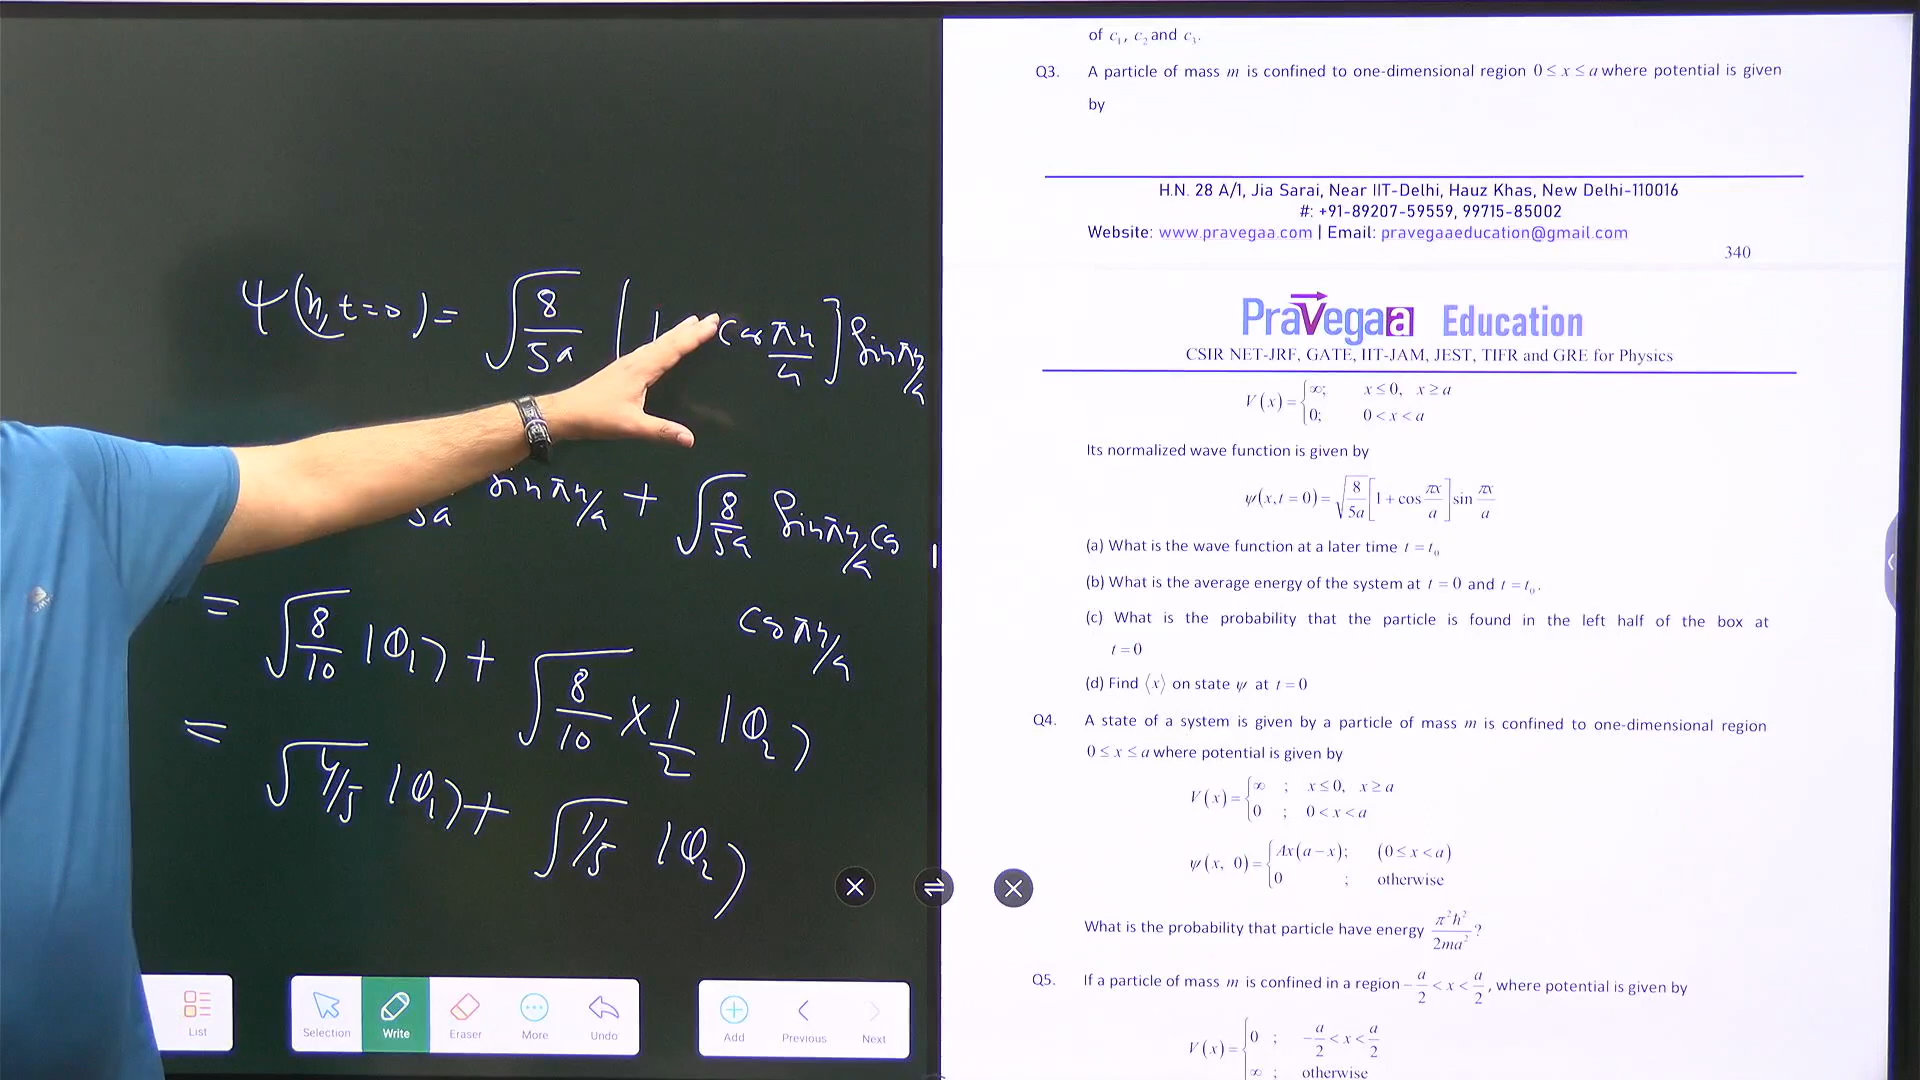 ψ(x, t=0) = √(8/5a) [1 cos πx/a] sin πx/a
5a sin πx/a + √(8/5a) sin πx/a cos
cos πx/a
= √(8/10) |φ₁⟩ + √(8/10) × 1/2 |φ₂⟩
= √(4/5) |φ₁⟩ + √(1/5) |φ₂⟩
List
Selection
Write
Eraser
More
Undo
Add
Previous
Next
of c₁, c₂ and c₃.
Q3. A particle of mass m is confined to one-dimensional region 0 ≤ x ≤ a where potential is given
by
H.N. 28 A/1, Jia Sarai, Near IIT-Delhi, Hauz Khas, New Delhi-110016
#: +91-89207-59559, 99715-85002
Website: www.pravegaa.com | Email: pravegaaeducation@gmail.com
340
Pravegaa Education
CSIR NET-JRF, GATE, IIT-JAM, JEST, TIFR and GRE for Physics
V(x) = { ∞; x ≤ 0, x ≥ a
0; 0 < x < a
Its normalized wave function is given by
ψ(x, t = 0) = √(8/5a) [1 + cos πx/a] sin πx/a
(a) What is the wave function at a later time t = t₀
(b) What is the average energy of the system at t = 0 and t = t₀.
(c) What is the probability that the particle is found in the left half of the box at
t = 0
(d) Find ⟨x⟩ on state ψ at t = 0
Q4. A state of a system is given by a particle of mass m is confined to one-dimensional region
0 ≤ x ≤ a where potential is given by
V(x) = { ∞ ; x ≤ 0, x ≥ a
0 ; 0 < x < a
ψ(x, 0) = { Ax(a − x); (0 ≤ x < a)
0 ; otherwise
What is the probability that particle have energy π²ħ²/2ma² ?
Q5. If a particle of mass m is confined in a region −a/2 < x < a/2, where potential is given by
V(x) = { 0 ; −a/2 < x < a/2
∞ ; otherwise